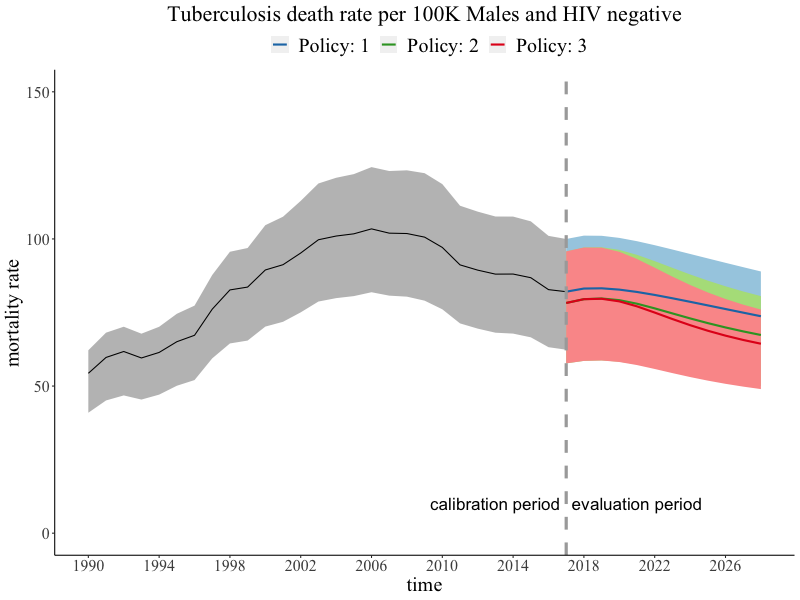 Tuberculosis death rate per 100K Males and HIV negative
Policy: 1 Policy: 2 Policy: 3
150
100
50
0
mortality rate
calibration period evaluation period
1990 1994 1998 2002 2006 2010 2014 2018 2022 2026
time